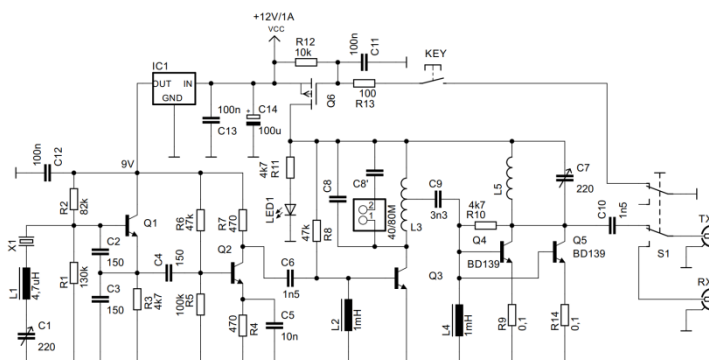 +12V/1A
VCC
R12
10k
C11
100n
KEY
IC1
OUT
IN
GND
100
R13
Q6
100n
C13
+
C14
100u
100n
C12
9V
R2
82k
Q1
R6
47k
R7
470
4k7
R11
LED1
C8
C8'
2
1
40/80M
L3
C9
3n3
4k7
R10
L5
C7
220
C10
1n5
TX
X1
C2
150
C4
150
Q2
C6
1n5
47k
R8
Q4
BD139
Q5
BD139
S1
L1
4,7uH
R1
130k
C3
150
R3
4k7
100k
R5
470
R4
C5
10n
L2
1mH
Q3
L4
1mH
R9
0,1
R14
0,1
RX
C1
220